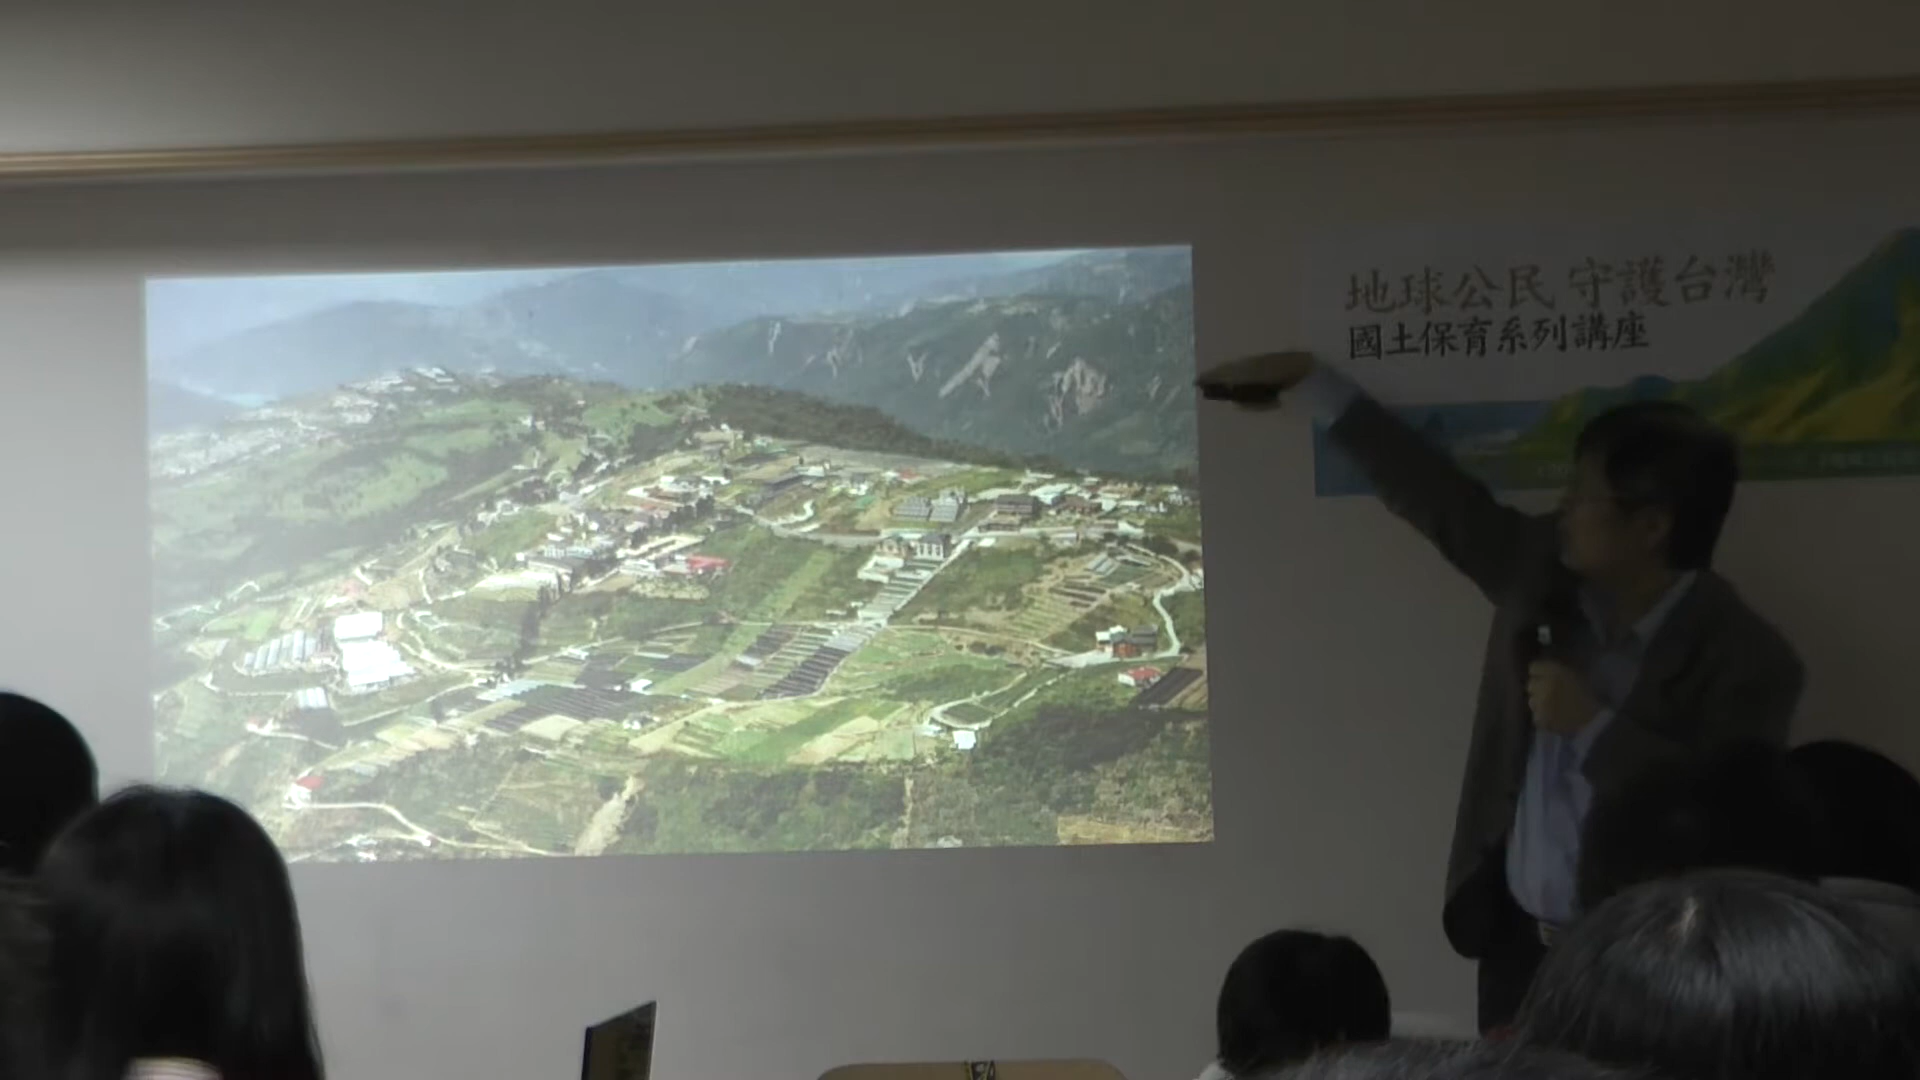 地球公民 守護台灣
國土保育系列講座